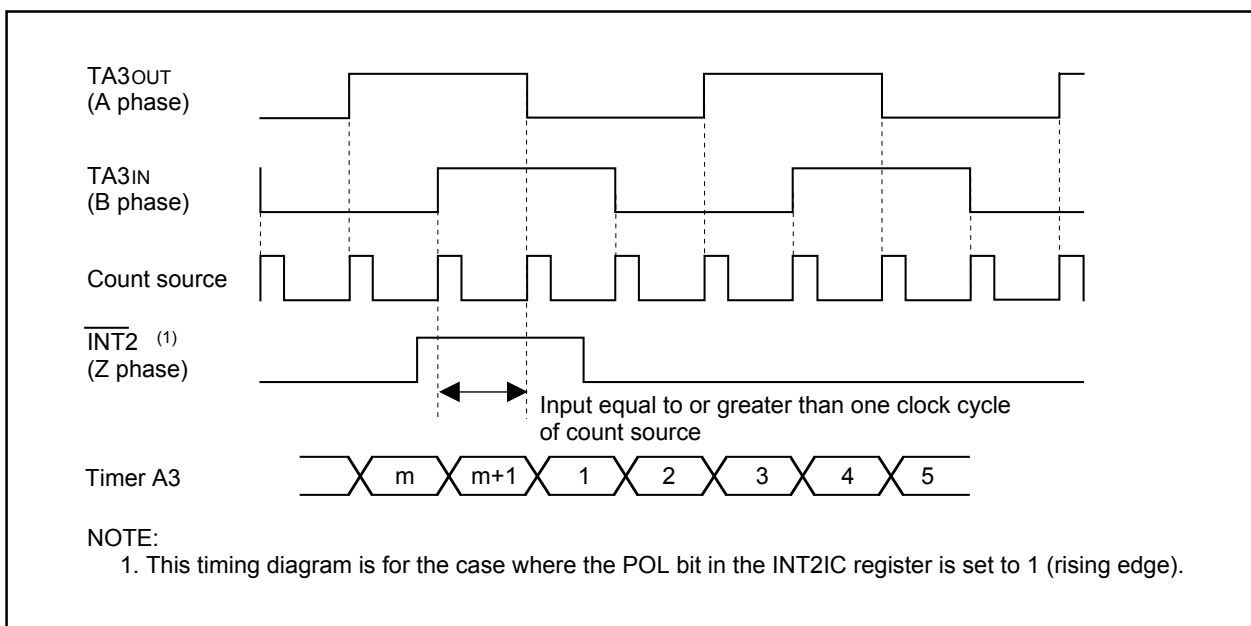 TA3OUT
(A phase)
TA3IN
(B phase)
Count source
INT2 (1)
(Z phase)
Input equal to or greater than one clock cycle
of count source
Timer A3 m m+1 1 2 3 4 5
NOTE:
1. This timing diagram is for the case where the POL bit in the INT2IC register is set to 1 (rising edge).